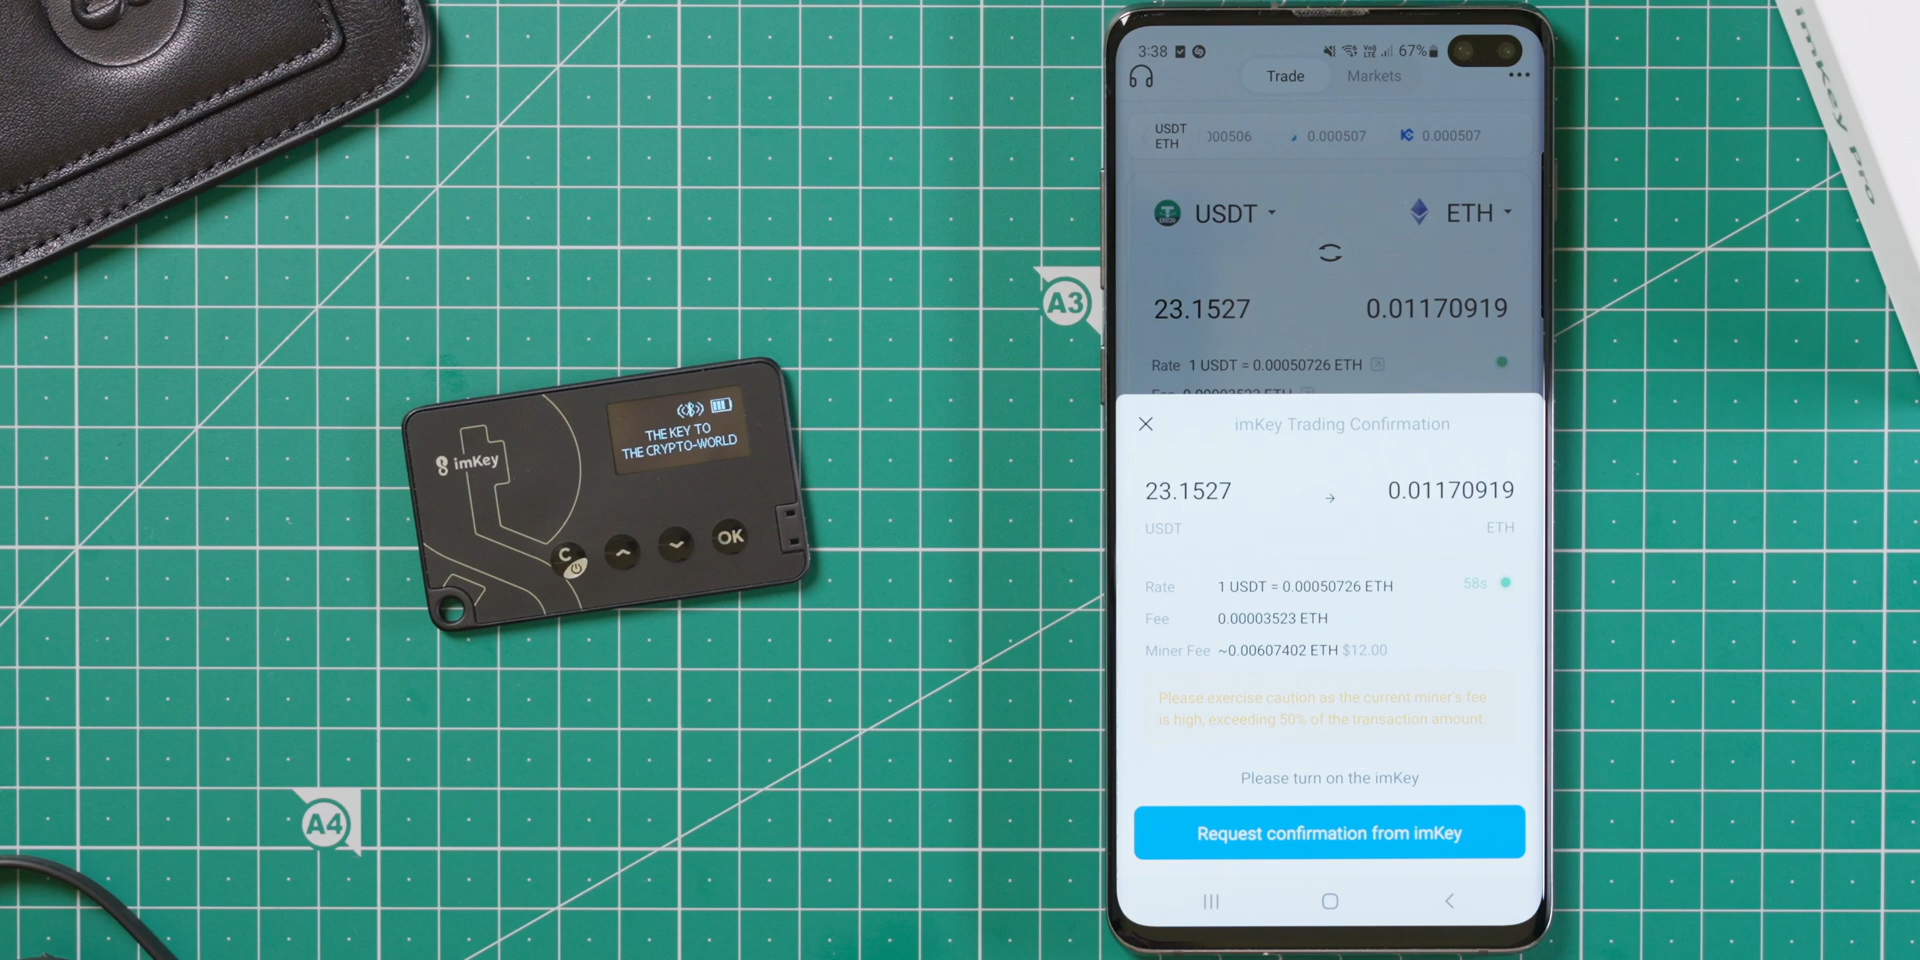 3:38
67%
Trade
Markets
USDT
ETH
0.000507
0.000507
USDT
ETH
23.1527
0.01170919
Rate 1 USDT = 0.00050726 ETH
imKey Trading Confirmation
23.1527
0.01170919
USDT
ETH
Rate 1 USDT = 0.00050726 ETH 58s
Fee 0.00003523 ETH
Miner Fee ~0.00607402 ETH $12.00
Please exercise caution as the current miner's fee
is high, exceeding 50% of the transaction amount.
Please turn on the imKey
Request confirmation from imKey
imKey
THE KEY TO
THE CRYPTO-WORLD
C
OK
A3
A4
imKey Pro